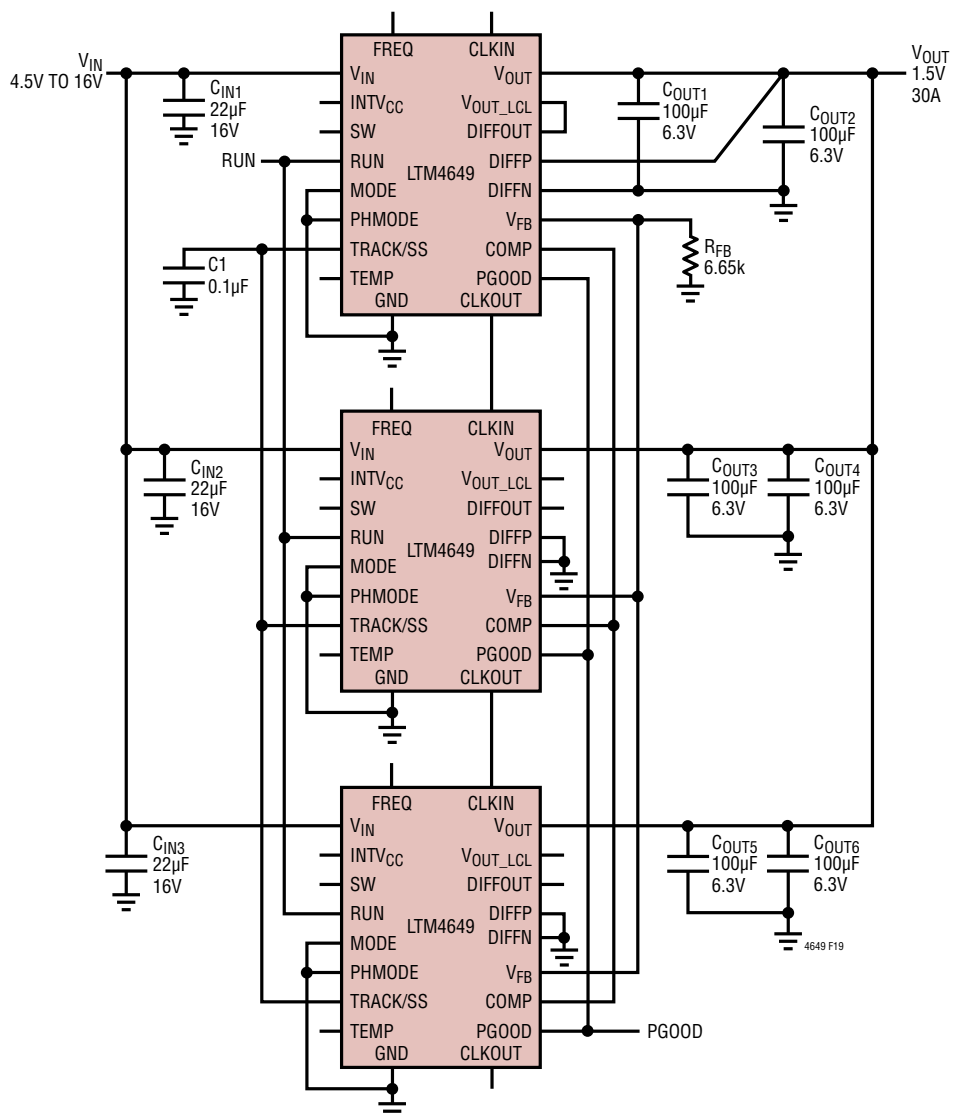 VIN
4.5V TO 16V
CIN1
22µF
16V
RUN
C1
0.1µF
FREQ
CLKIN
VIN
INTVCC
SW
RUN
MODE
PHMODE
TRACK/SS
TEMP
GND
LTM4649
VOUT
VOUT_LCL
DIFFOUT
DIFFP
DIFFN
VFB
COMP
PGOOD
CLKOUT
COUT1
100µF
6.3V
COUT2
100µF
6.3V
VOUT
1.5V
30A
RFB
6.65k
CIN2
22µF
16V
FREQ
CLKIN
VIN
INTVCC
SW
RUN
MODE
PHMODE
TRACK/SS
TEMP
GND
LTM4649
VOUT
VOUT_LCL
DIFFOUT
DIFFP
DIFFN
VFB
COMP
PGOOD
CLKOUT
COUT3
100µF
6.3V
COUT4
100µF
6.3V
CIN3
22µF
16V
FREQ
CLKIN
VIN
INTVCC
SW
RUN
MODE
PHMODE
TRACK/SS
TEMP
GND
LTM4649
VOUT
VOUT_LCL
DIFFOUT
DIFFP
DIFFN
VFB
COMP
PGOOD
CLKOUT
COUT5
100µF
6.3V
COUT6
100µF
6.3V
4649 F19
PGOOD